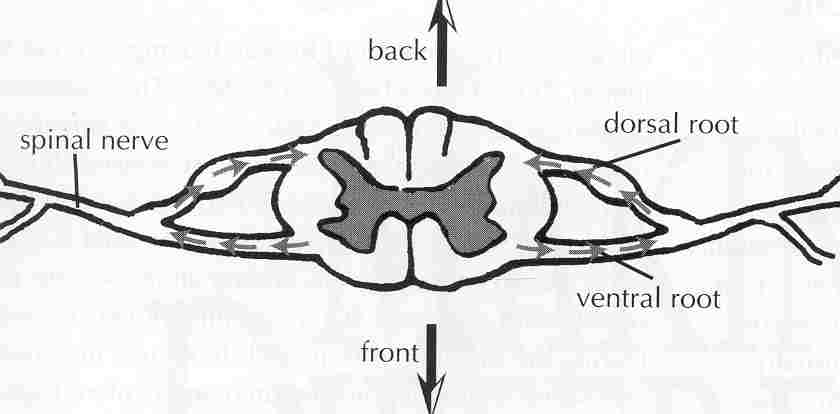 back
dorsal root
spinal nerve
ventral root
front